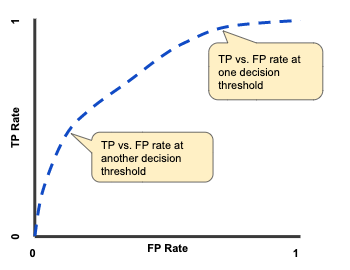 1
TP vs. FP rate at
one decision
threshold
TP Rate
TP vs. FP rate at
another decision
threshold
0
0
FP Rate
1